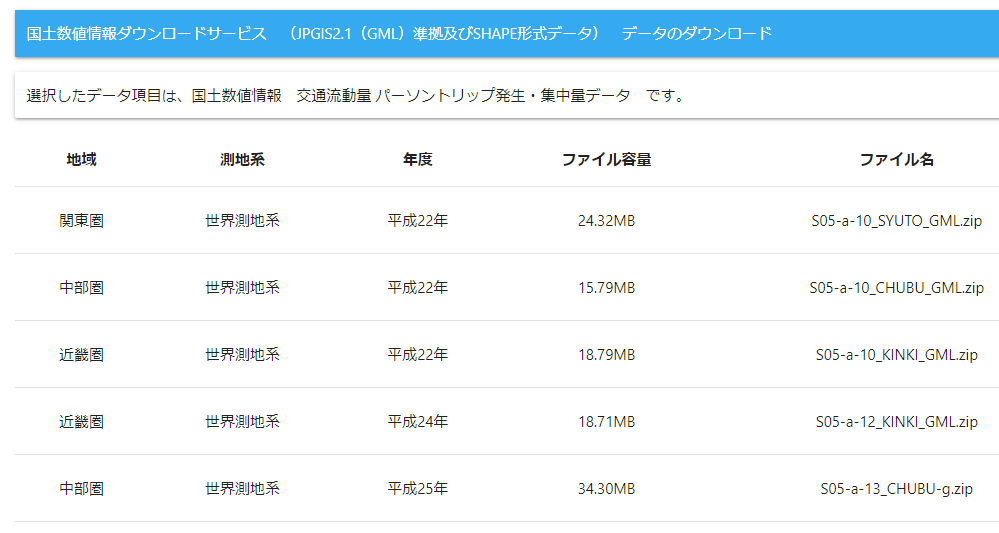 国土数値情報ダウンロードサービス　（JPGIS2.1（GML）準拠及びSHAPE形式データ）　データのダウンロード
選択したデータ項目は、国土数値情報　交通流動量 パーソントリップ発生・集中量データ　です。
地域 測地系 年度 ファイル容量 ファイル名
関東圏 世界測地系 平成22年 24.32MB S05-a-10_SYUTO_GML.zip
中部圏 世界測地系 平成22年 15.79MB S05-a-10_CHUBU_GML.zip
近畿圏 世界測地系 平成22年 18.79MB S05-a-10_KINKI_GML.zip
近畿圏 世界測地系 平成24年 18.71MB S05-a-12_KINKI_GML.zip
中部圏 世界測地系 平成25年 34.30MB S05-a-13_CHUBU-g.zip